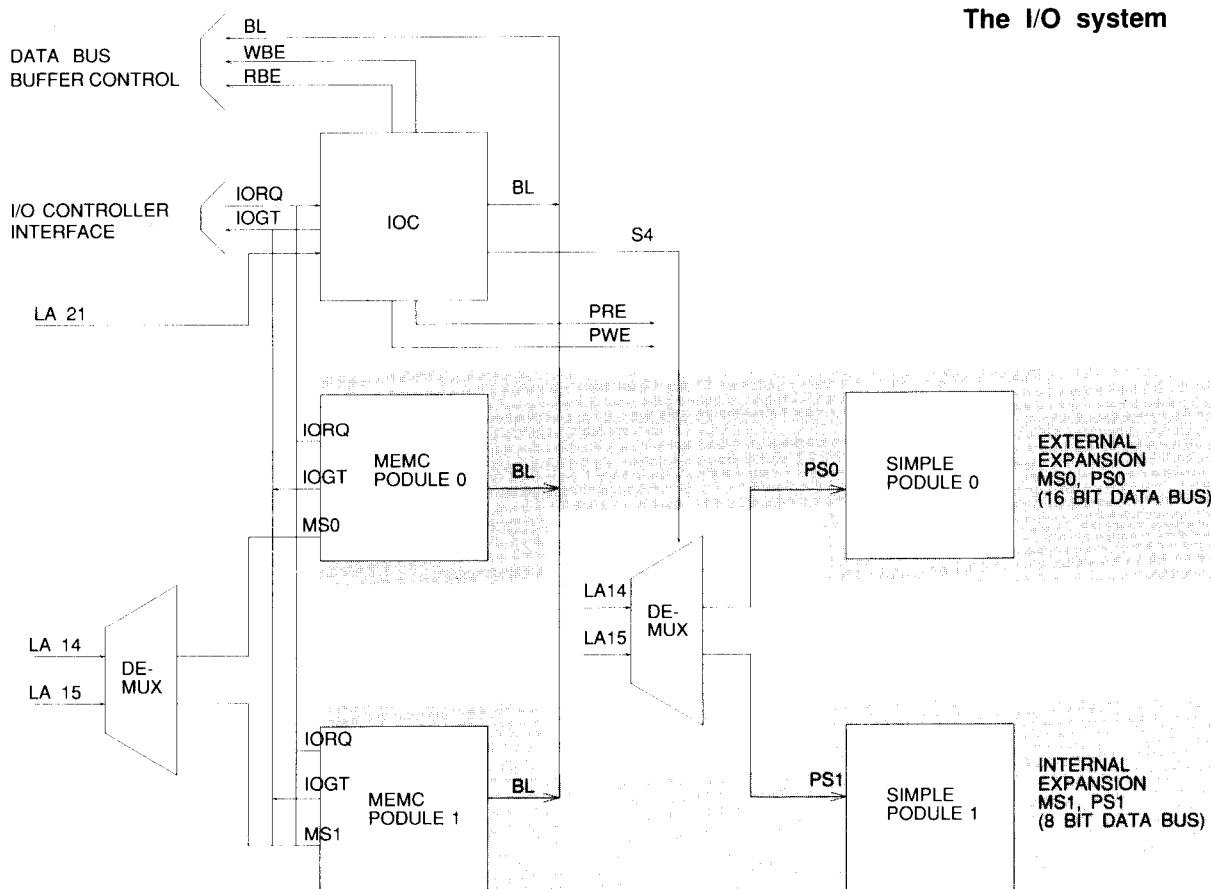 The I/O system
BL
DATA BUS
BUFFER CONTROL
WBE
RBE
I/O CONTROLLER
INTERFACE
IORQ
IOGT
IOC
BL
S4
LA 21
PRE
PWE
IORQ
IOGT
MS0
MEMC
PODULE 0
BL
PS0
SIMPLE
PODULE 0
EXTERNAL
EXPANSION
MS0, PS0
(16 BIT DATA BUS)
LA14
LA15
DE-
MUX
LA 14
LA 15
DE-
MUX
IORQ
IOGT
MS1
MEMC
PODULE 1
BL
PS1
SIMPLE
PODULE 1
INTERNAL
EXPANSION
MS1, PS1
(8 BIT DATA BUS)